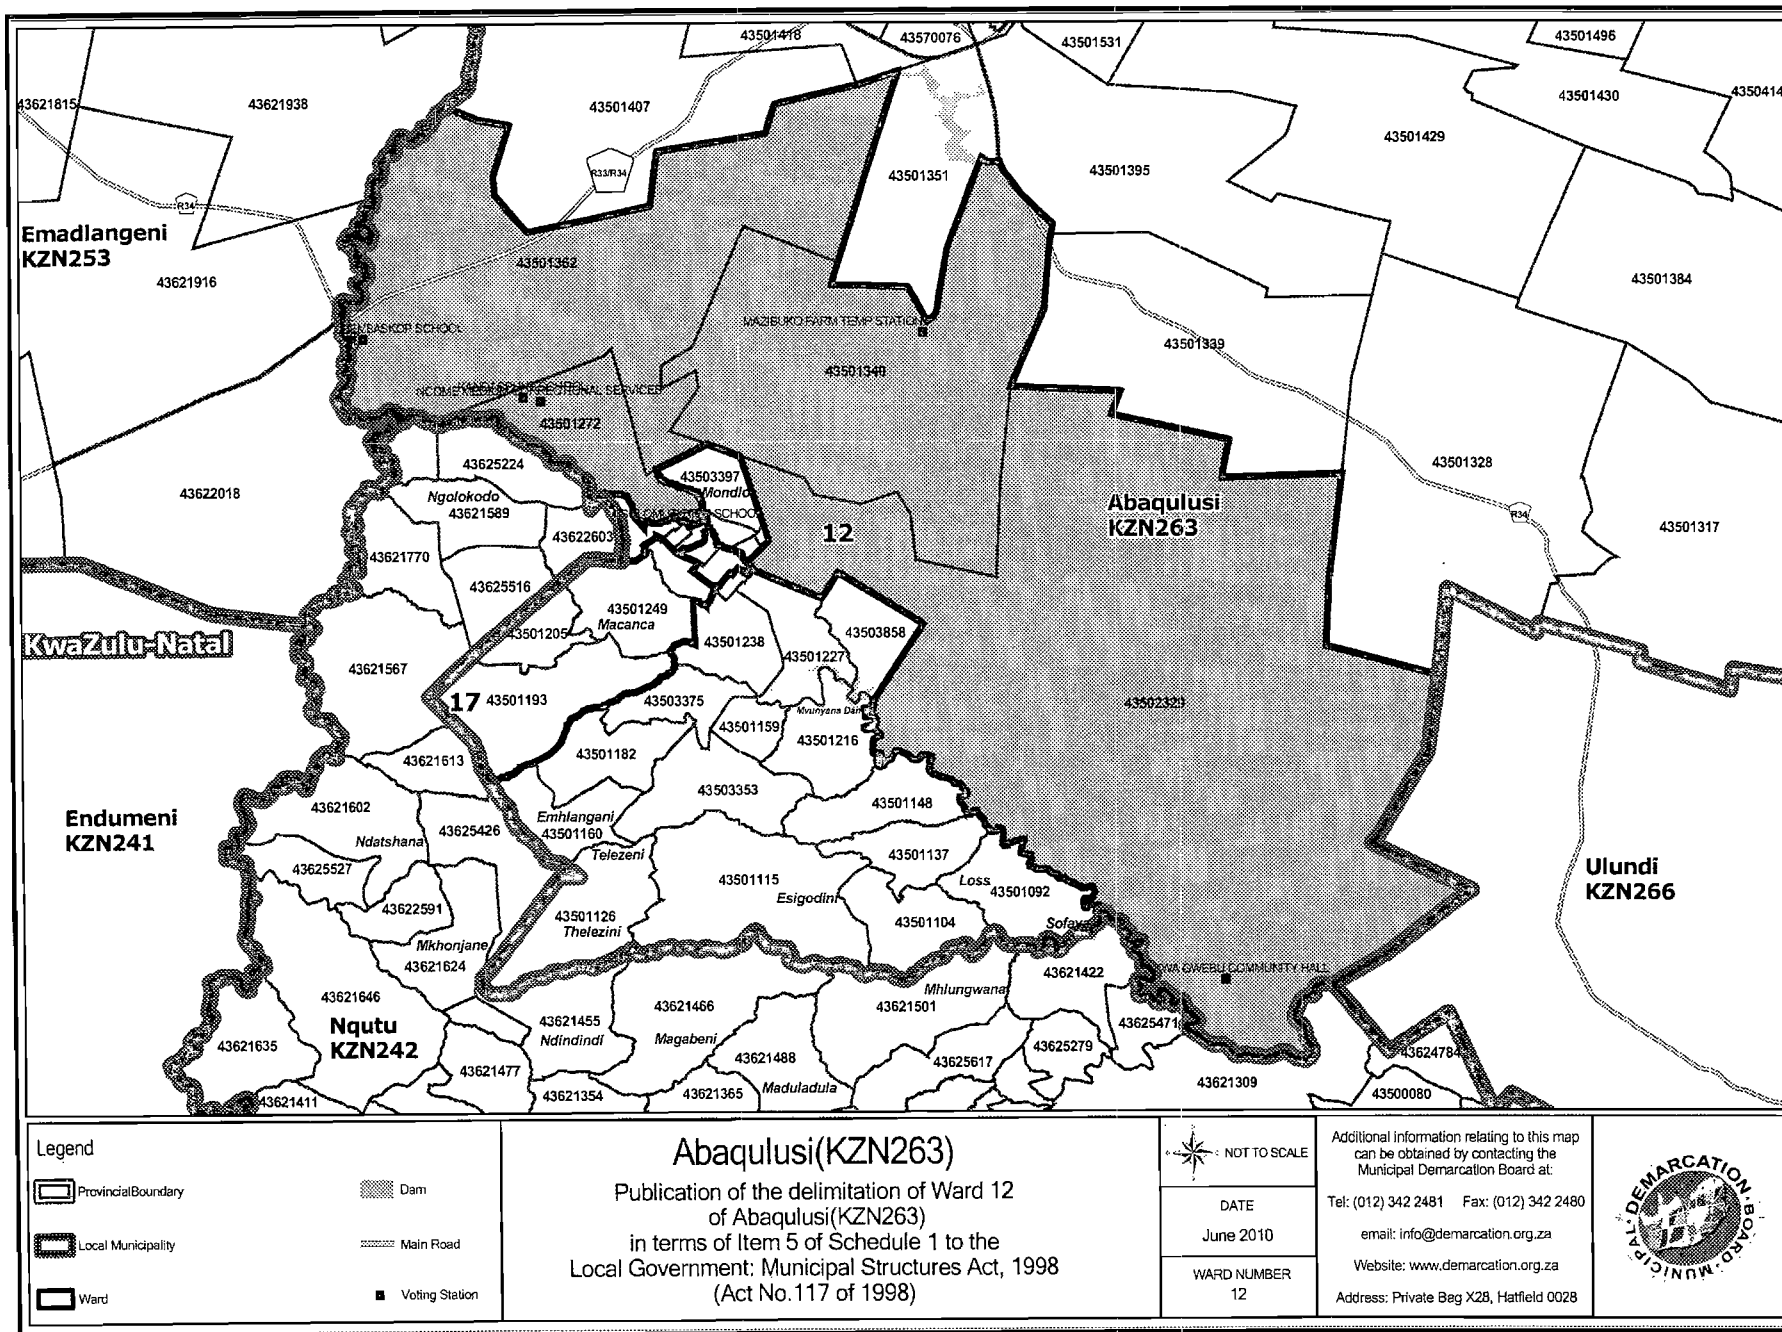 43501418
43570076
43501531
43501496
43621815
43621938
43501407
43501430
43501429
R33/R34
43501351
43501395
R34
Emadlangeni
KZN253
43621916
43501362
43501384
MAZIBUKO FARM TEMP STATION
43501339
43501340
43501272
43625224
43503397
Mondlo
43501328
Ngolokodo
43621589
43622018
Abaqulusi
KZN263
R34
43501317
43622603
12
43621770
43625516
43501249
Macanca
43501205
43501238
43503858
KwaZulu-Natal
43501227
43621567
17
43501193
43503375
43501159
Mvunyana Dam
43501216
43502329
43501182
43621613
43503353
43501148
43621602
Emhlangani
43501160
Endumeni
KZN241
Ndatshana
43625426
Telezeni
43501137
43625527
43501115
Esigodini
Loss
43501092
Ulundi
KZN266
43622591
43501126
Thelezini
43501104
Sofaya
Mkhonjane
43621624
WA GWEBU COMMUNITY HALL
43621422
43621646
43621466
Mhlungwana
43621501
Nqutu
KZN242
43621455
Ndindindi
Magabeni
43625471
43621635
43621488
43625279
43625617
43624784
43621477
Maduladula
43621309
43621411
43621354
43621365
43500080
Legend
ProvincialBoundary
Local Municipality
Ward
Dam
Main Road
Voting Station
Abaqulusi(KZN263)
Publication of the delimitation of Ward 12
of Abaqulusi(KZN263)
in terms of Item 5 of Schedule 1 to the
Local Government: Municipal Structures Act, 1998
(Act No.117 of 1998)
NOT TO SCALE
DATE
June 2010
WARD NUMBER
12
Additional information relating to this map
can be obtained by contacting the
Municipal Demarcation Board at:
Tel: (012) 342 2481 Fax: (012) 342 2480
email: info@demarcation.org.za
Website: www.demarcation.org.za
Address: Private Bag X28, Hatfield 0028
MUNICIPAL DEMARCATION BOARD